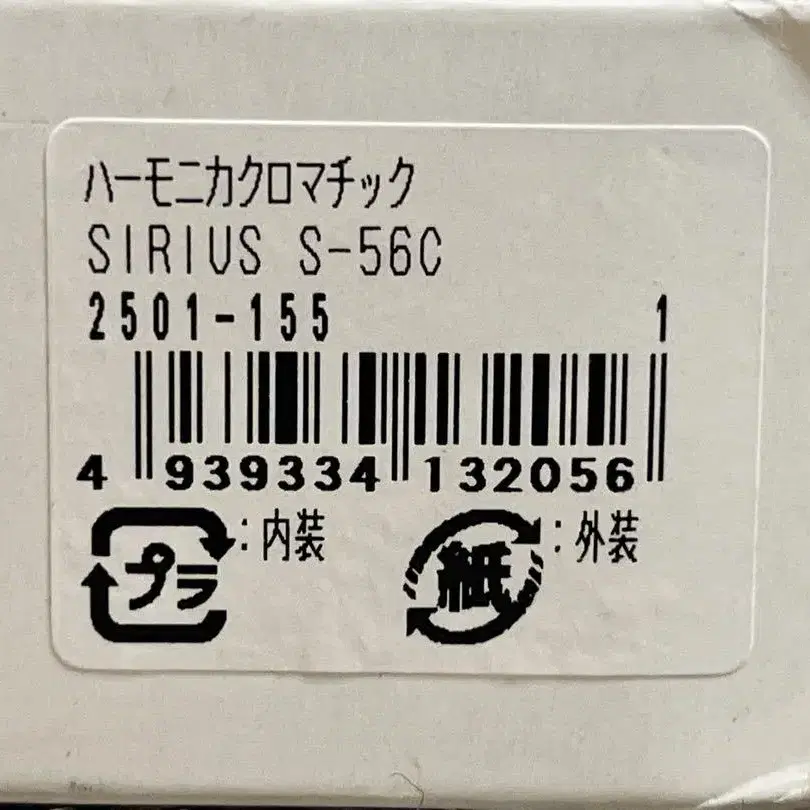 ハーモニカクロマチック
SIRIUS S-56C
2501-155 1
4 939334 132056
プラ :内装 紙 :外装